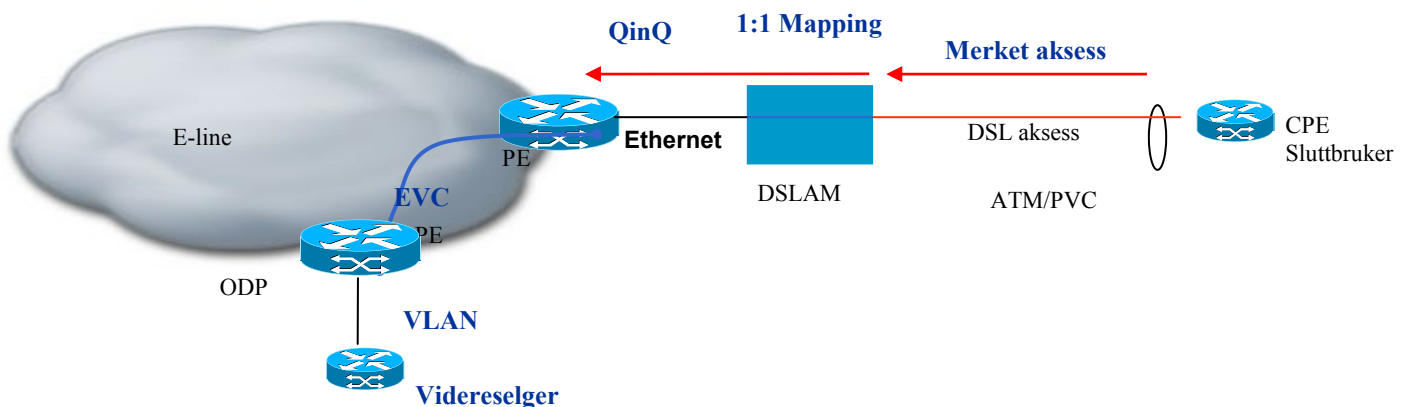 QinQ
1:1 Mapping
Merket aksess
E-line
PE
Ethernet
DSL aksess
CPE
Sluttbruker
DSLAM
ATM/PVC
EVC
PE
ODP
VLAN
Videreselger